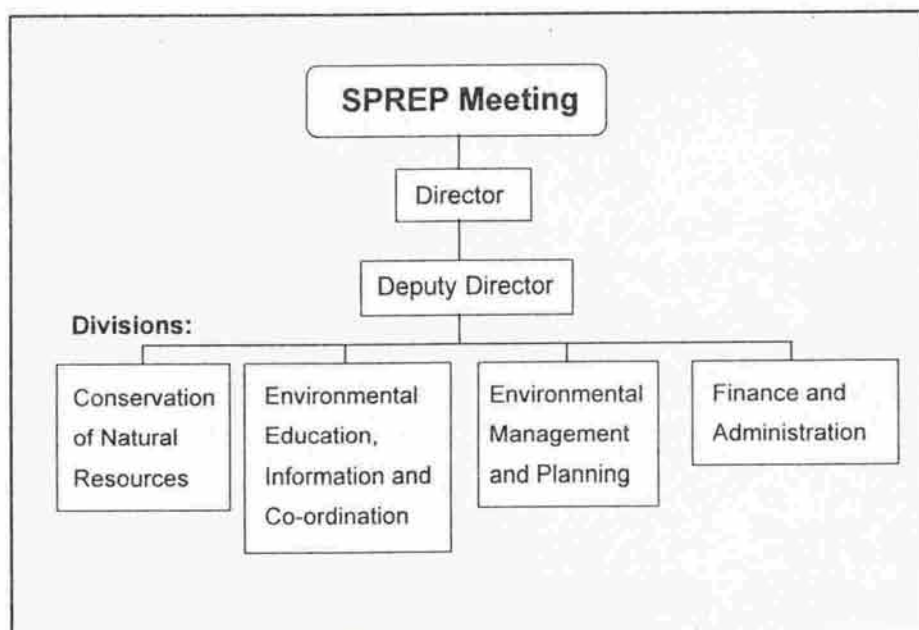 SPREP Meeting
Director
Deputy Director
Divisions:
Conservation
of Natural
Resources
Environmental
Education,
Information and
Co-ordination
Environmental
Management
and Planning
Finance and
Administration